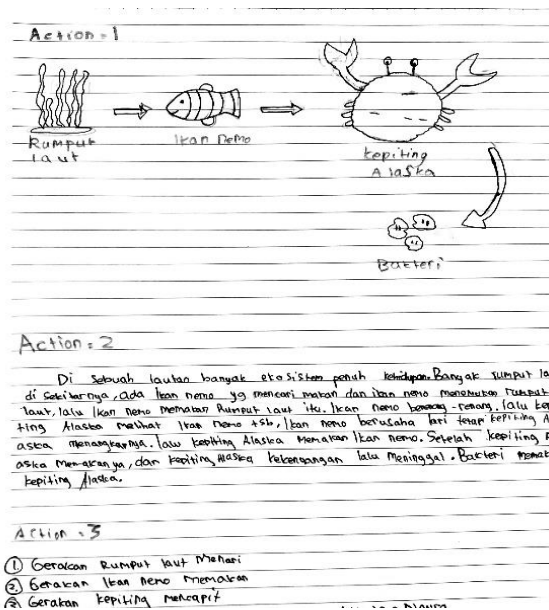 Action = 1
Rumput
laut
Ikan nemo
kepiting
Alaska
Bakteri
Action = 2
Di sebuah lautan banyak ekosistem penuh kehidupan. Banyak rumput la
di sekitarnya, ada Ikan nemo yg mencari makan dan ikan nemo menemukan rumput
laut, lalu Ikan nemo memakan Rumput laut itu. Ikan nemo berenang-renang. lalu kep
ting Alaska melihat Ikan nemo tsb, Ikan nemo berusaha lari tetapi kepiting A
aska menangkapnya. lalu kepiting Alaska memakan Ikan nemo. Setelah kepiting
aska memakanya, dan kepiting Alaska kekenyangan lalu meninggal. Bakteri
kepiting Alaska.
Action = 3
① Gerakan Rumput laut menari
② Gerakan Ikan nemo memakan
③ Gerakan kepiting mencapit